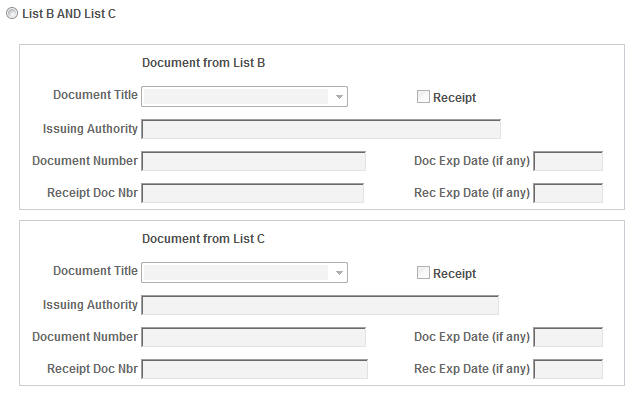 List B AND List C
Document from List B
Document Title Receipt
Issuing Authority
Document Number Doc Exp Date (if any)
Receipt Doc Nbr Rec Exp Date (if any)
Document from List C
Document Title Receipt
Issuing Authority
Document Number Doc Exp Date (if any)
Receipt Doc Nbr Rec Exp Date (if any)